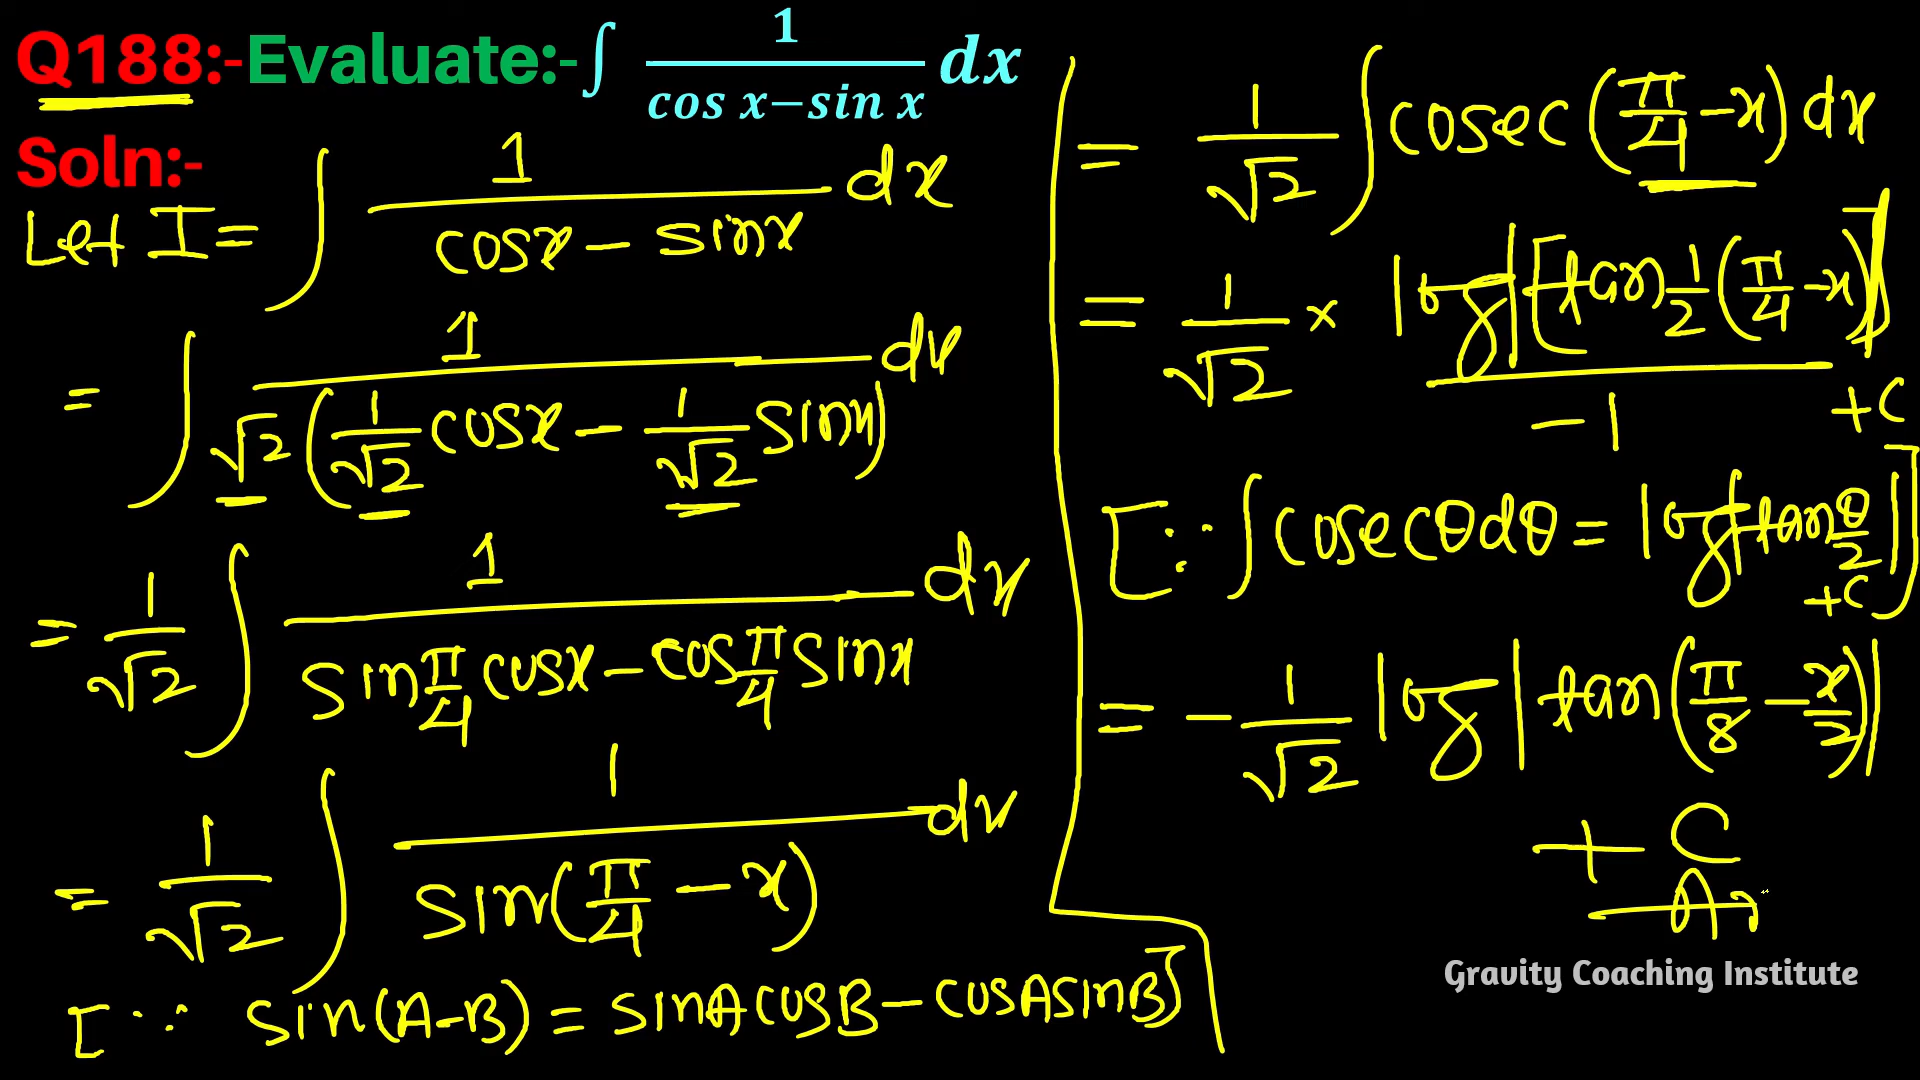 Q188:-Evaluate:- ∫ 1/(cos x−sin x) dx
Soln:-
Let I = ∫ 1/(cosx − sinx) dx
= ∫ 1/(√2 (1/√2 cosx − 1/√2 sinx)) dx
= 1/√2 ∫ 1/(sin π/4 cosx − cos π/4 sinx) dx
= 1/√2 ∫ 1/(sin(π/4 − x)) dx
[∵ sin(A−B) = sinA cosB − cosA sinB]
= 1/√2 ∫ cosec (π/4 − x) dx
= 1/√2 × log|[tan 1/2 (π/4 − x)]|/−1 + C
[∵ ∫ cosecθ dθ = log|tan θ/2| + C]
= − 1/√2 log |tan (π/8 − x/2)|
+ C
Gravity Coaching Institute